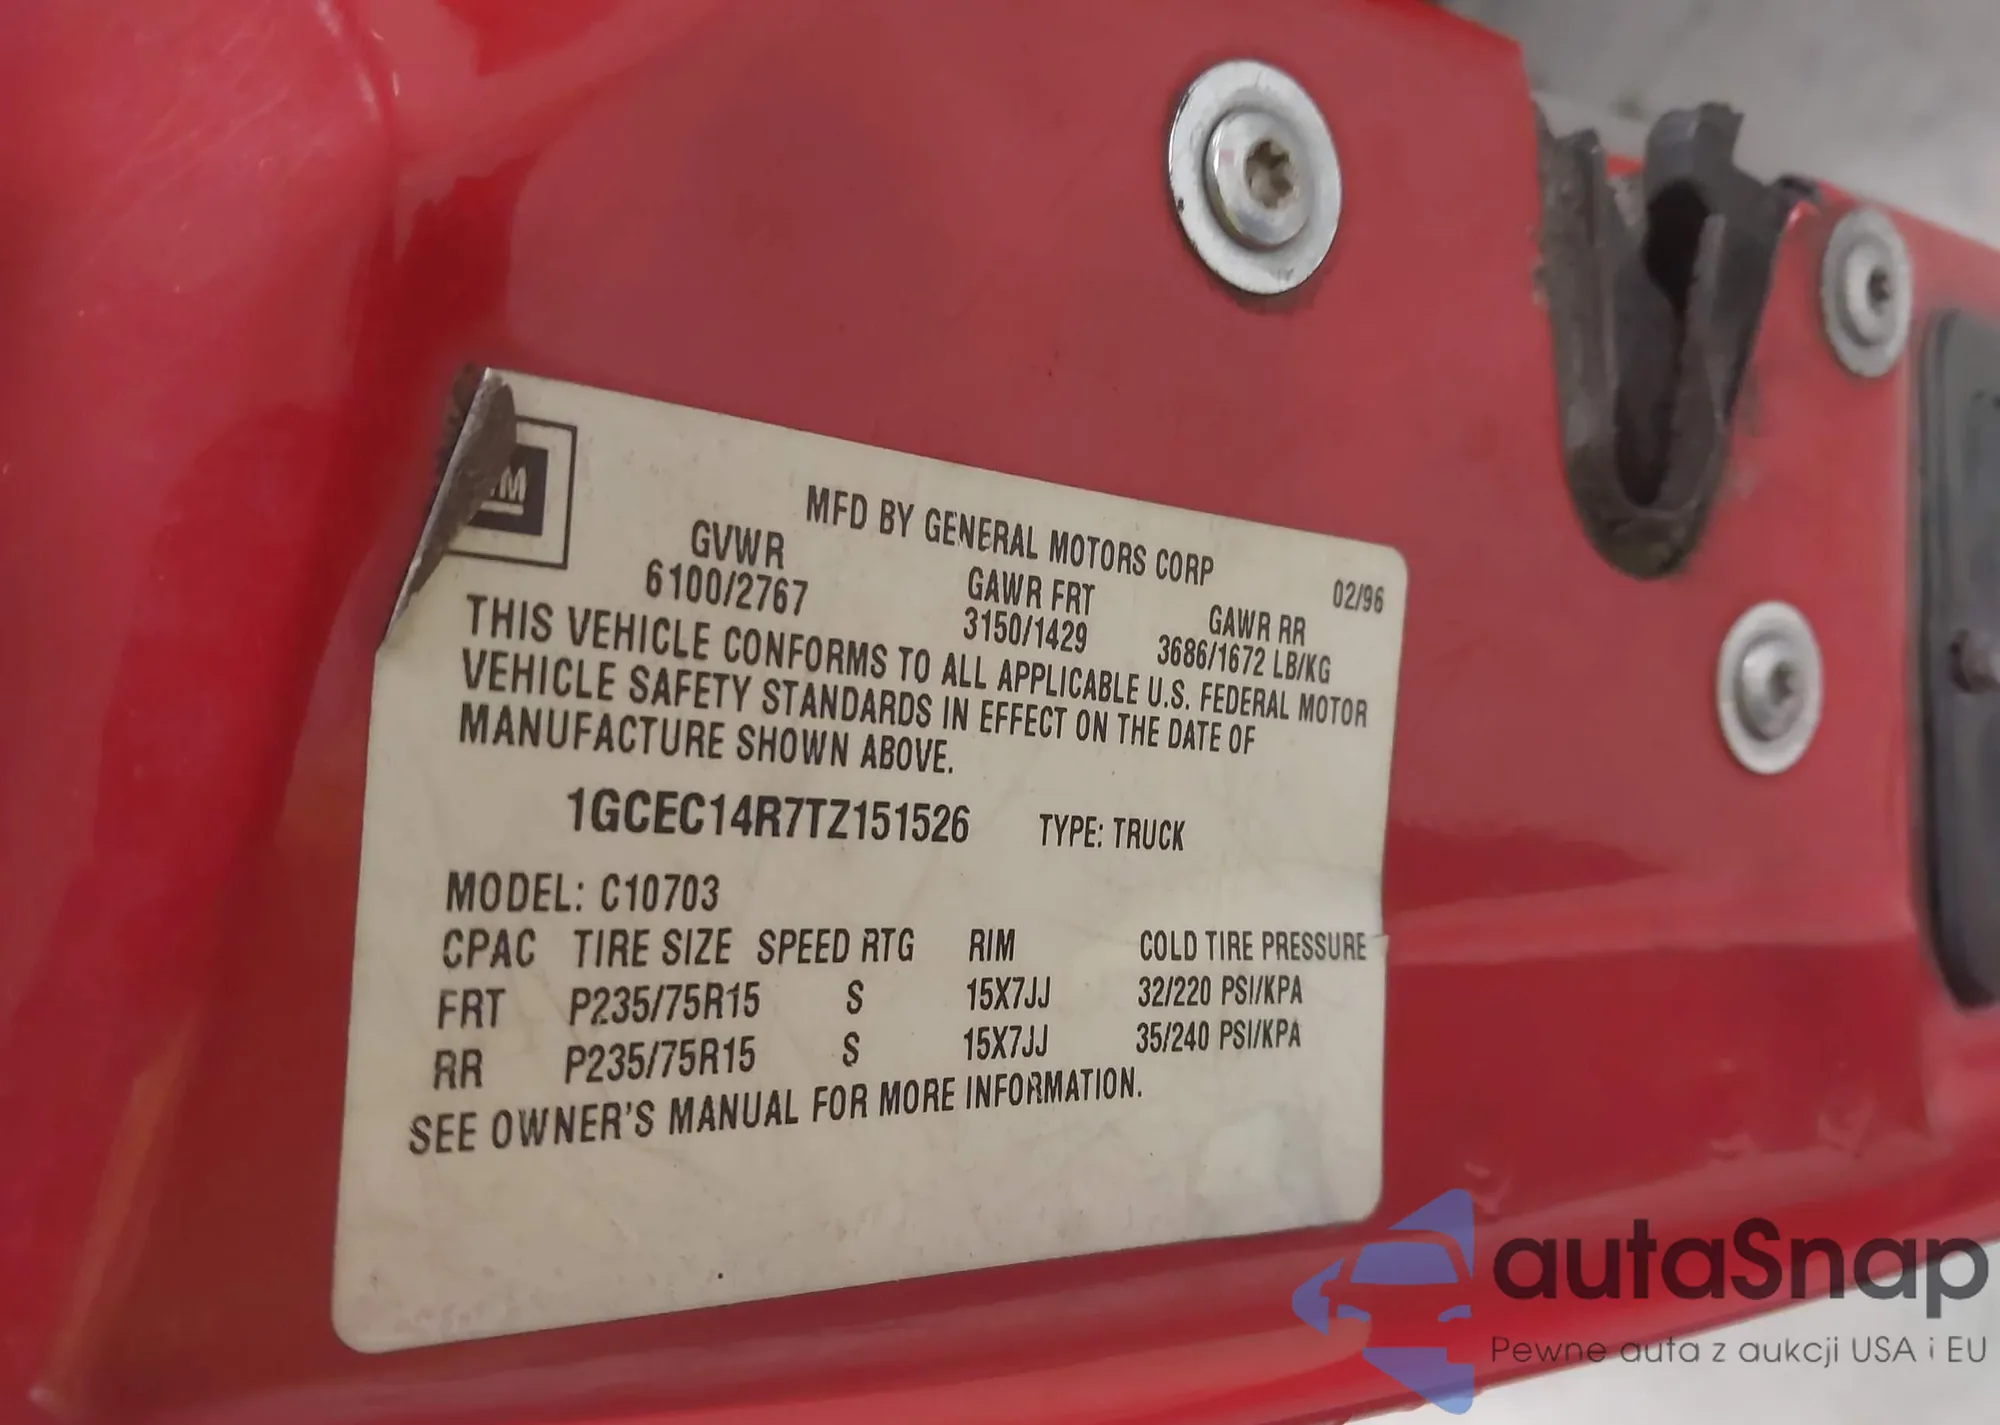 MFD BY GENERAL MOTORS CORP
GVWR GAWR FRT GAWR RR 02/96
6100/2767 3150/1429 3686/1672 LB/KG
THIS VEHICLE CONFORMS TO ALL APPLICABLE U.S. FEDERAL MOTOR
VEHICLE SAFETY STANDARDS IN EFFECT ON THE DATE OF
MANUFACTURE SHOWN ABOVE.
1GCEC14R7TZ151526 TYPE: TRUCK
MODEL: C10703
CPAC TIRE SIZE SPEED RTG RIM COLD TIRE PRESSURE
FRT P235/75R15 S 15X7JJ 32/220 PSI/KPA
RR P235/75R15 S 15X7JJ 35/240 PSI/KPA
SEE OWNER'S MANUAL FOR MORE INFORMATION.
autaSnap
Pewne auta z aukcji USA i EU